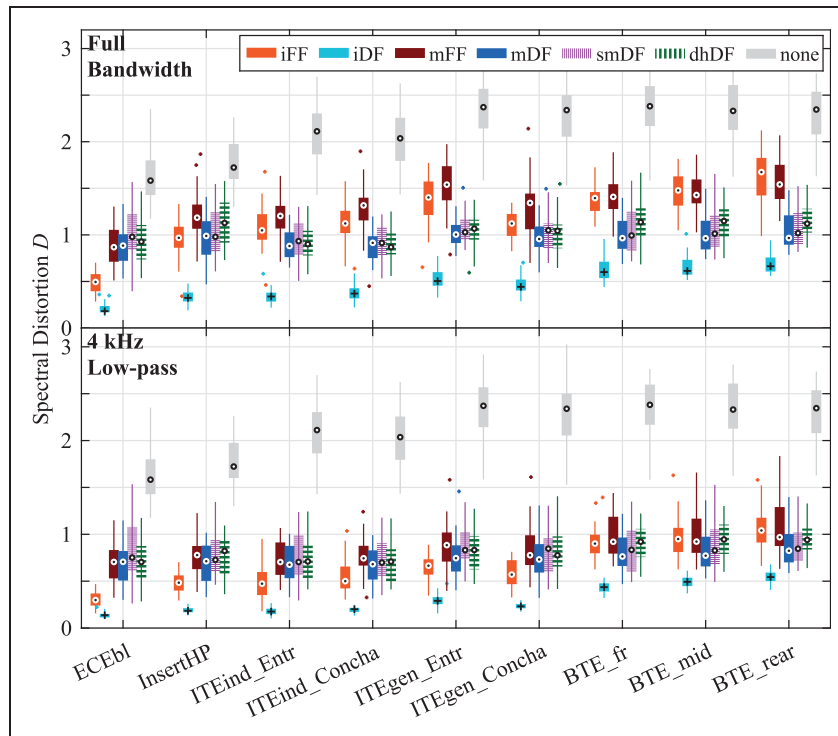 Full
Bandwidth
iFF iDF mFF mDF smDF dhDF none
3
2
1
0
4 kHz
Low-pass
3
2
1
0
Spectral Distortion D
ECEbl
InsertHP
ITEind_Entr
ITEind_Concha
ITEgen_Entr
ITEgen_Concha
BTE_fr
BTE_mid
BTE_rear